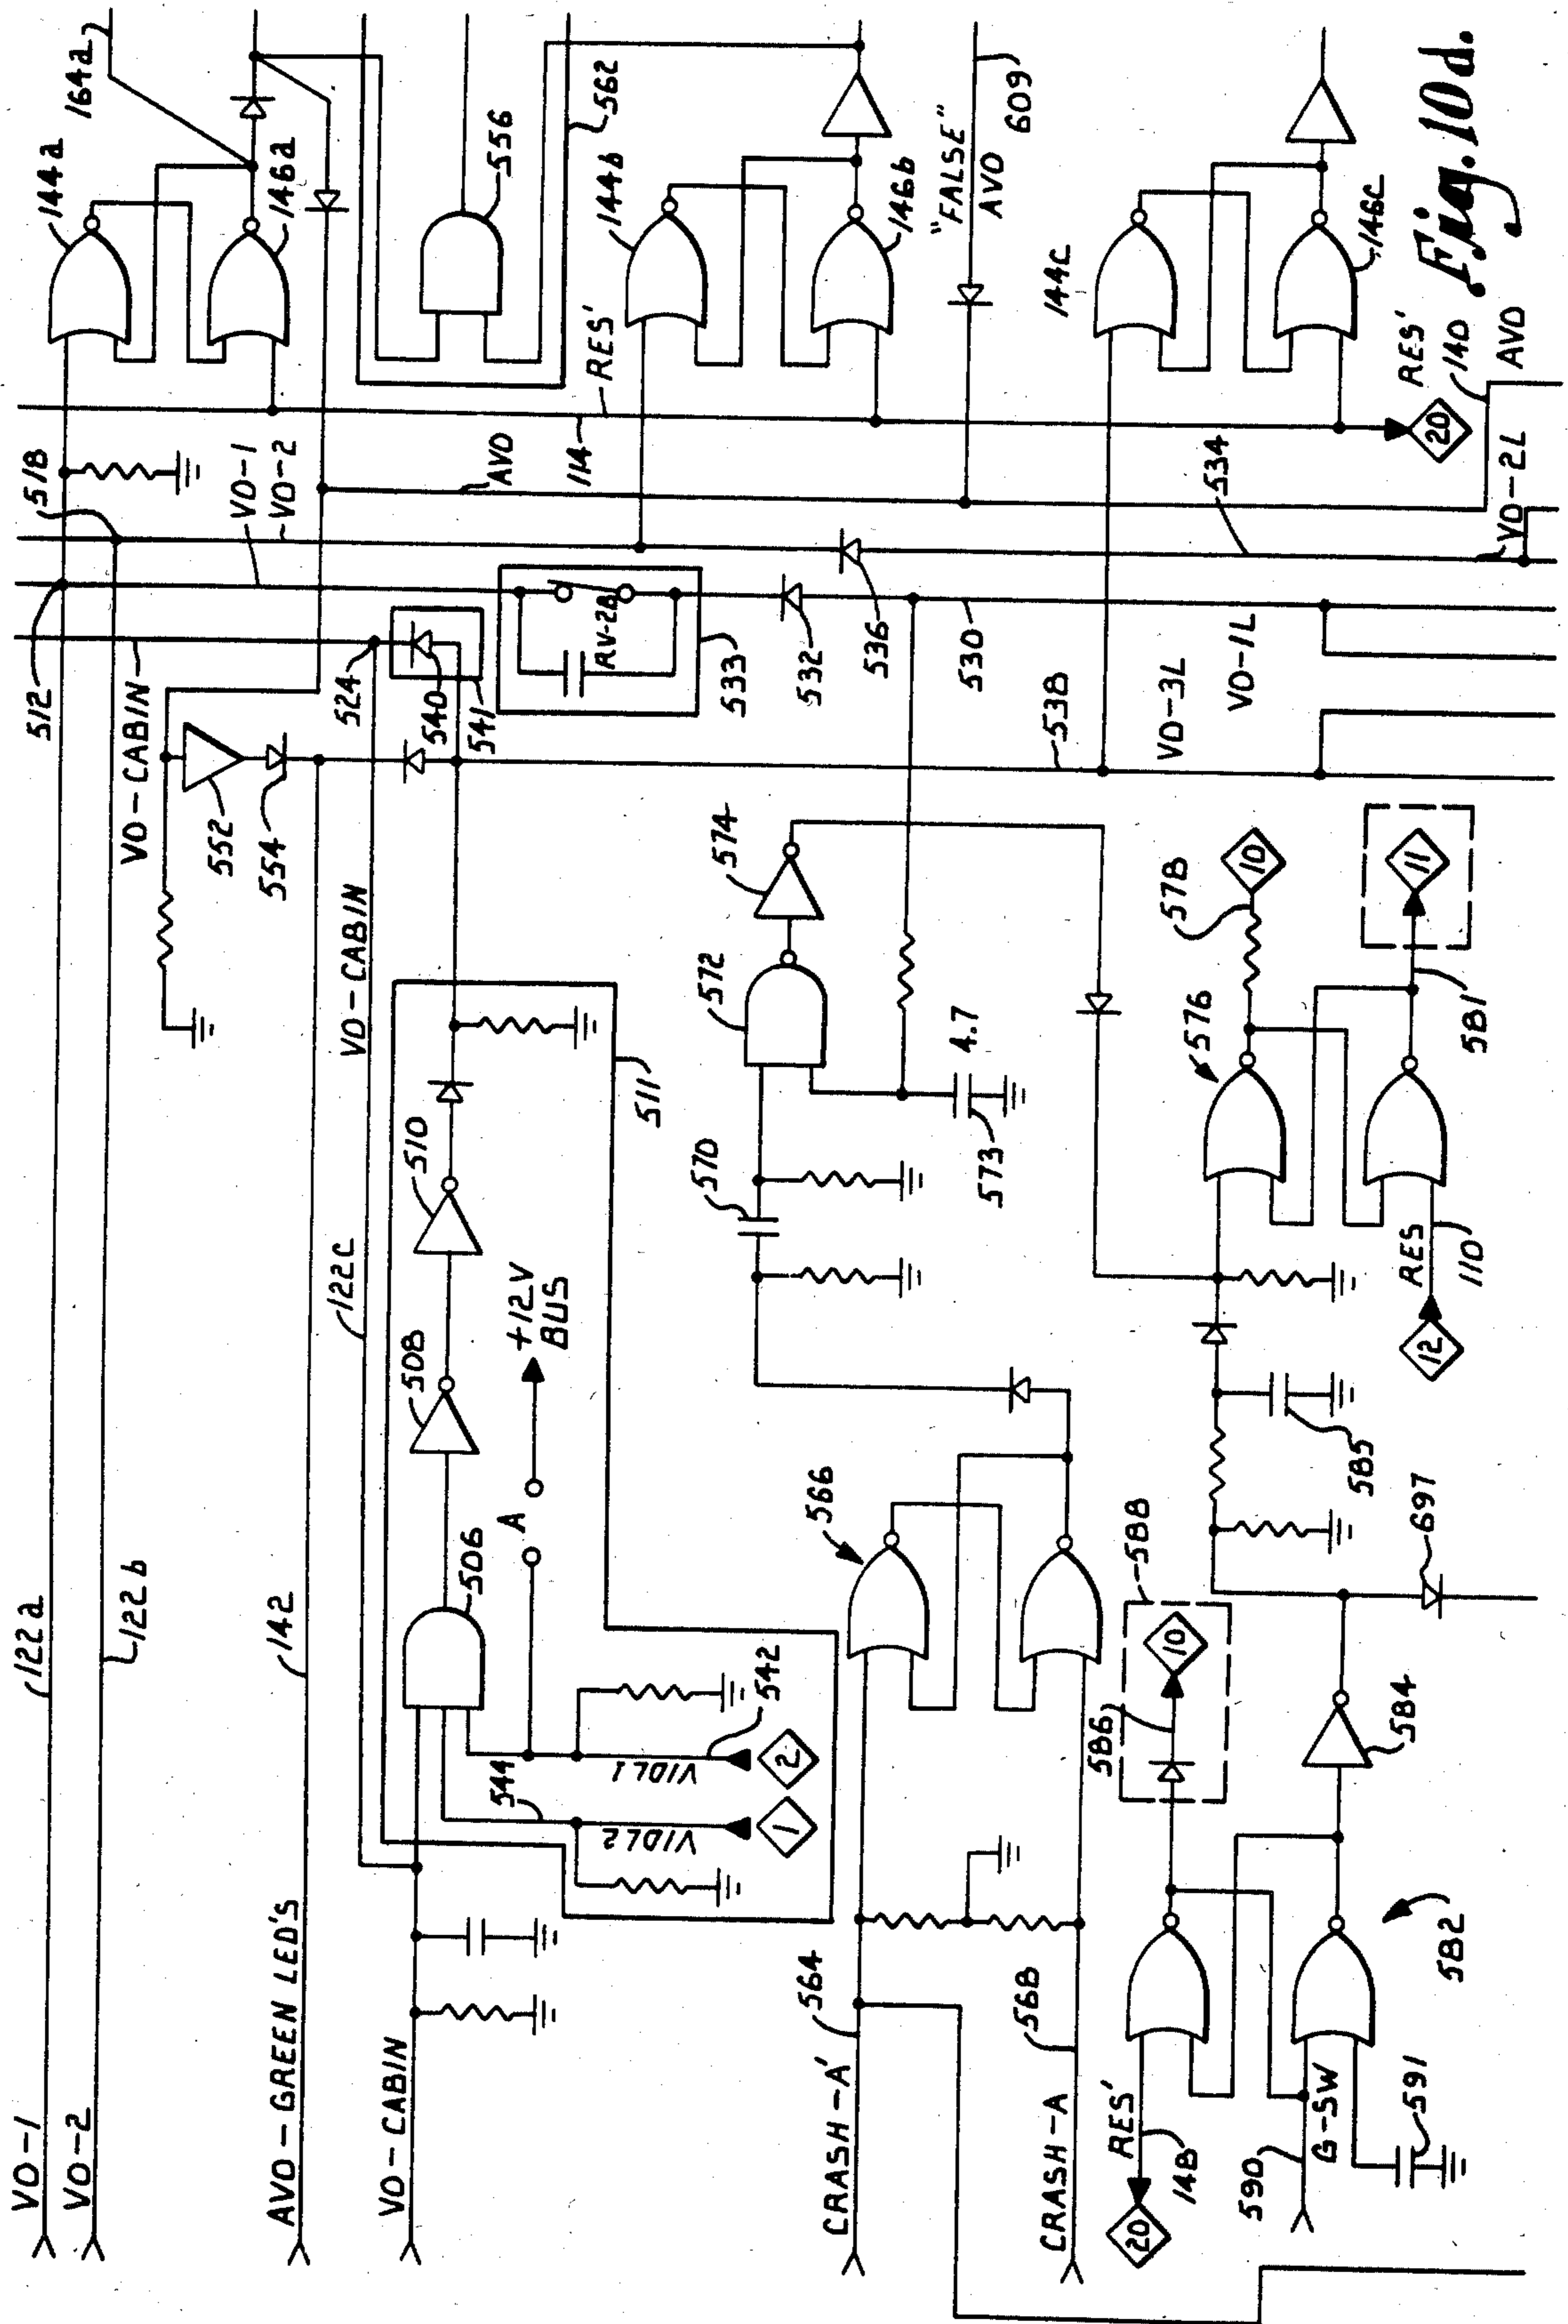 VO-1
122a
512
518
164a
VO-2
122b
144a
VO-1
VO-2
146a
VO-CABIN
552
554
AVO-GREEN LED'S
142
VO-CABIN
122C
524
540
541
AVO
556
562
114
RES'
VO-CABIN
506
508
510
511
A
+12V
BUS
544
542
VIDL2
VIDL1
1
2
RV-2B
533
532
536
144b
146b
"FALSE"
AVO
609
530
538
534
CRASH-A'
564
566
570
572
574
573
4.7
CRASH-A
568
144C
146C
VO-3L
VO-1L
VO-2L
RES'
20
140
AVO
RES'
20
148
586
588
10
576
578
10
590
G-SW
591
582
584
585
697
12
RES
110
581
11
Fig. 10d.